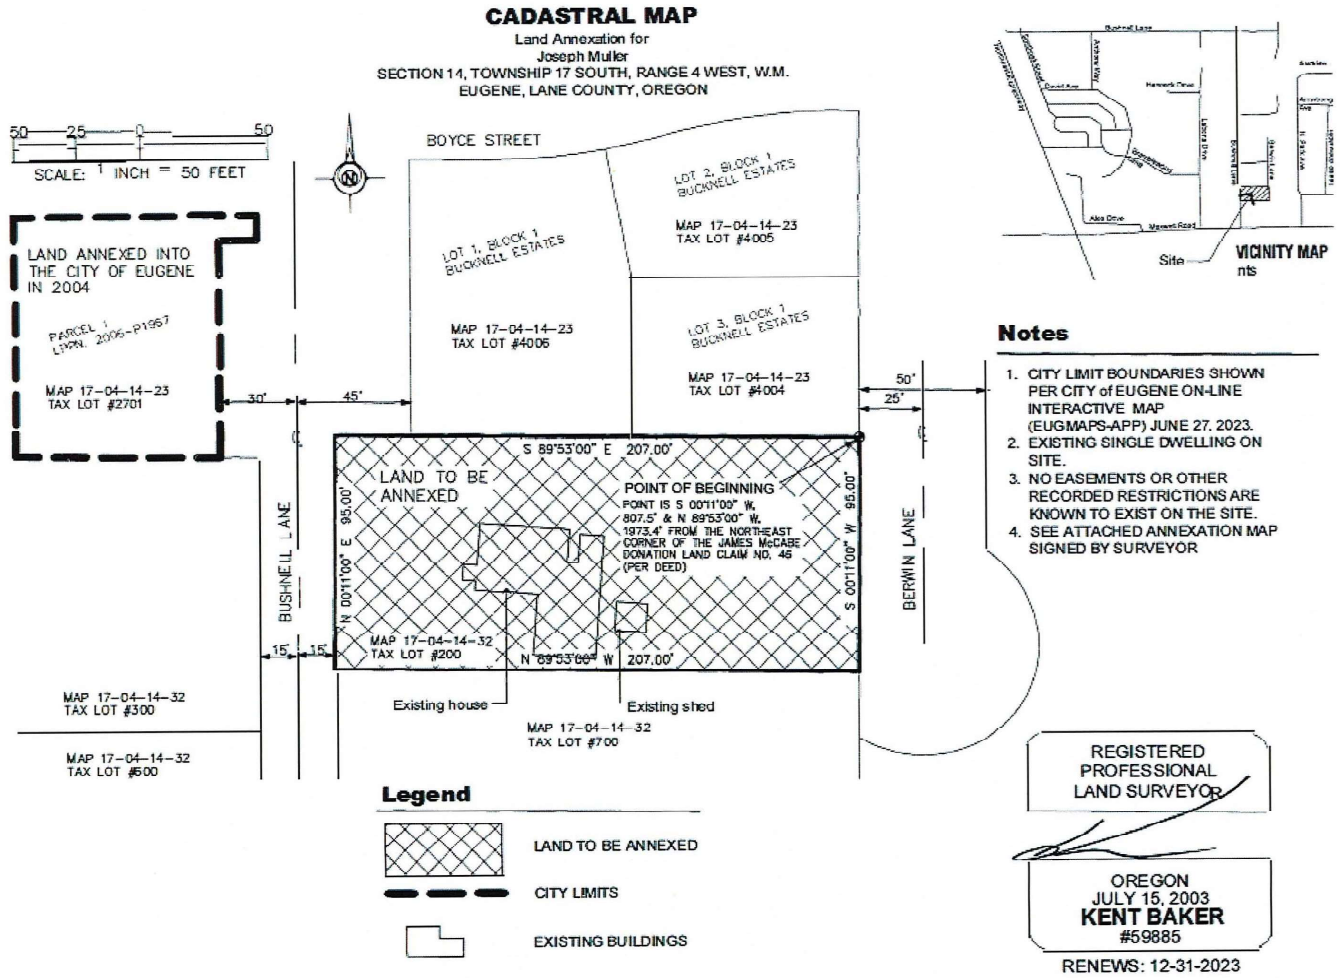 CADASTRAL MAP
Land Annexation for
Joseph Muller
SECTION 14, TOWNSHIP 17 SOUTH, RANGE 4 WEST, W.M.
EUGENE, LANE COUNTY, OREGON
50 25 0 50
SCALE: 1 INCH = 50 FEET
N
BOYCE STREET
LOT 2, BLOCK 1
BUCKNELL ESTATES
MAP 17-04-14-23
TAX LOT #4005
LOT 1, BLOCK 1
BUCKNELL ESTATES
MAP 17-04-14-23
TAX LOT #4006
LOT 3, BLOCK 1
BUCKNELL ESTATES
MAP 17-04-14-23
TAX LOT #4004
LAND ANNEXED INTO
THE CITY OF EUGENE
IN 2004
PARCEL 1
LPPN. 2006-P1967
MAP 17-04-14-23
TAX LOT #2701
30'
45'
50'
25'
Bushnell Lane
Hancock Drive
Alea Drive
Maxwell Road
Site
VICINITY MAP
nts
Notes
1. CITY LIMIT BOUNDARIES SHOWN
PER CITY of EUGENE ON-LINE
INTERACTIVE MAP
(EUGMAPS-APP) JUNE 27. 2023.
2. EXISTING SINGLE DWELLING ON
SITE.
3. NO EASEMENTS OR OTHER
RECORDED RESTRICTIONS ARE
KNOWN TO EXIST ON THE SITE.
4. SEE ATTACHED ANNEXATION MAP
SIGNED BY SURVEYOR
S 89°53'00" E 207.00'
LAND TO BE
ANNEXED
POINT OF BEGINNING
POINT IS S 00°11'00" W,
807.5' & N 89°53'00" W,
1973.4' FROM THE NORTHEAST
CORNER OF THE JAMES McCABE
DONATION LAND CLAIM NO. 46
(PER DEED)
N 00°11'00" E 95.00'
S 00°11'00" W 95.00'
BUSHNELL LANE
BERWIN LANE
MAP 17-04-14-32
TAX LOT #200
N 89°53'00" W 207.00'
15' 15'
Existing house
Existing shed
MAP 17-04-14-32
TAX LOT #700
MAP 17-04-14-32
TAX LOT #300
MAP 17-04-14-32
TAX LOT #600
Legend
LAND TO BE ANNEXED
CITY LIMITS
EXISTING BUILDINGS
REGISTERED
PROFESSIONAL
LAND SURVEYOR
OREGON
JULY 15, 2003
KENT BAKER
#59885
RENEWS: 12-31-2023